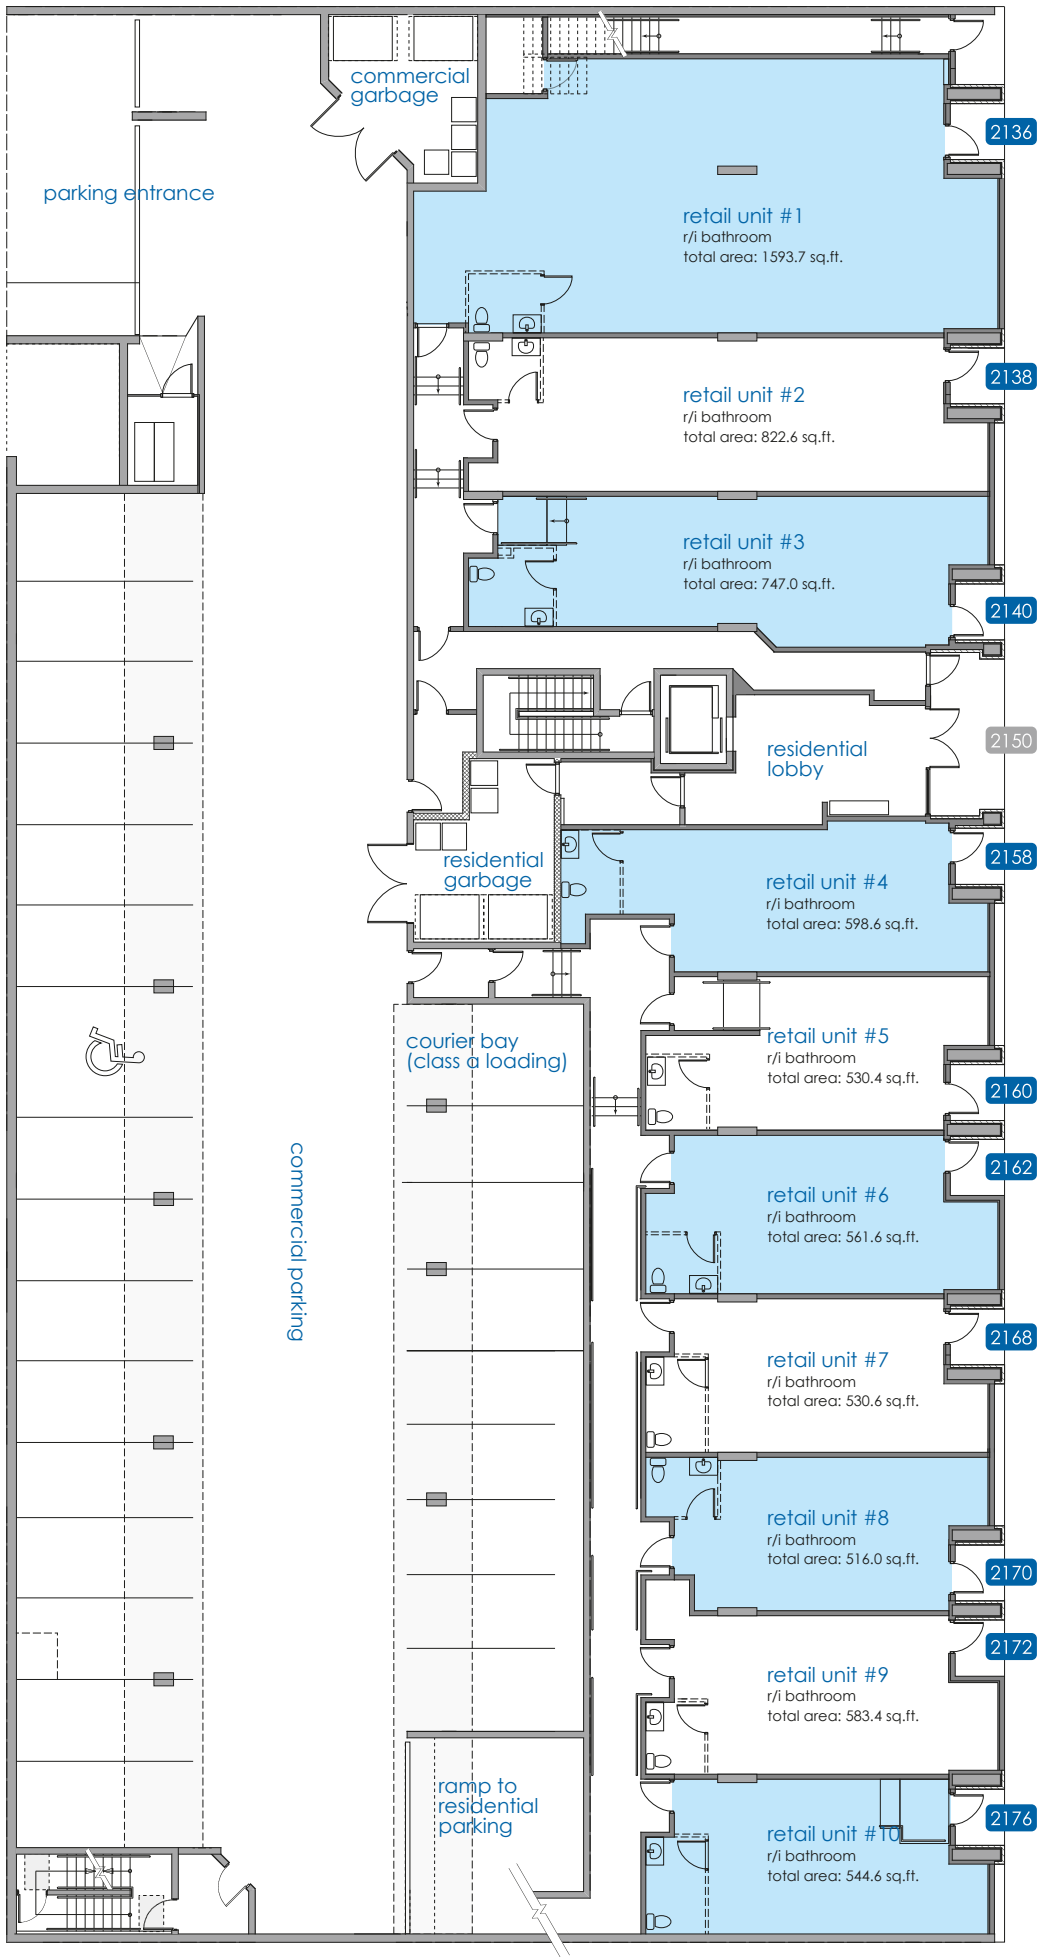 commercial
garbage
parking entrance
2136
retail unit #1
r/i bathroom
total area: 1593.7 sq.ft.
2138
retail unit #2
r/i bathroom
total area: 822.6 sq.ft.
retail unit #3
r/i bathroom
total area: 747.0 sq.ft.
2140
2150
residential
lobby
2158
residential
garbage
retail unit #4
r/i bathroom
total area: 598.6 sq.ft.
courier bay
(class a loading)
retail unit #5
r/i bathroom
total area: 530.4 sq.ft.
2160
commercial parking
2162
retail unit #6
r/i bathroom
total area: 561.6 sq.ft.
2168
retail unit #7
r/i bathroom
total area: 530.6 sq.ft.
retail unit #8
r/i bathroom
total area: 516.0 sq.ft.
2170
2172
retail unit #9
r/i bathroom
total area: 583.4 sq.ft.
ramp to
residential
parking
2176
retail unit #10
r/i bathroom
total area: 544.6 sq.ft.